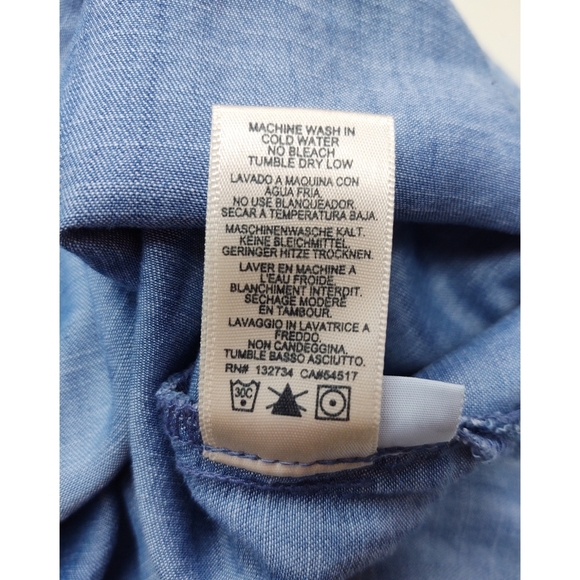 MACHINE WASH IN
COLD WATER
NO BLEACH
TUMBLE DRY LOW
LAVADO A MAQUINA CON
AGUA FRIA.
NO USE BLANQUEADOR.
SECAR A TEMPERATURA BAJA.
MASCHINENWASCHE KALT.
KEINE BLEICHMITTEL.
GERINGER HITZE TROCKNEN.
LAVER EN MACHINE A
L'EAU FROIDE.
BLANCHIMENT INTERDIT.
SÉCHAGE MODÉRÉ
EN TAMBOUR.
LAVAGGIO IN LAVATRICE A
FREDDO.
NON CANDEGGINA.
TUMBLE BASSO ASCIUTTO.
RN# 132734 CA#54517
30C